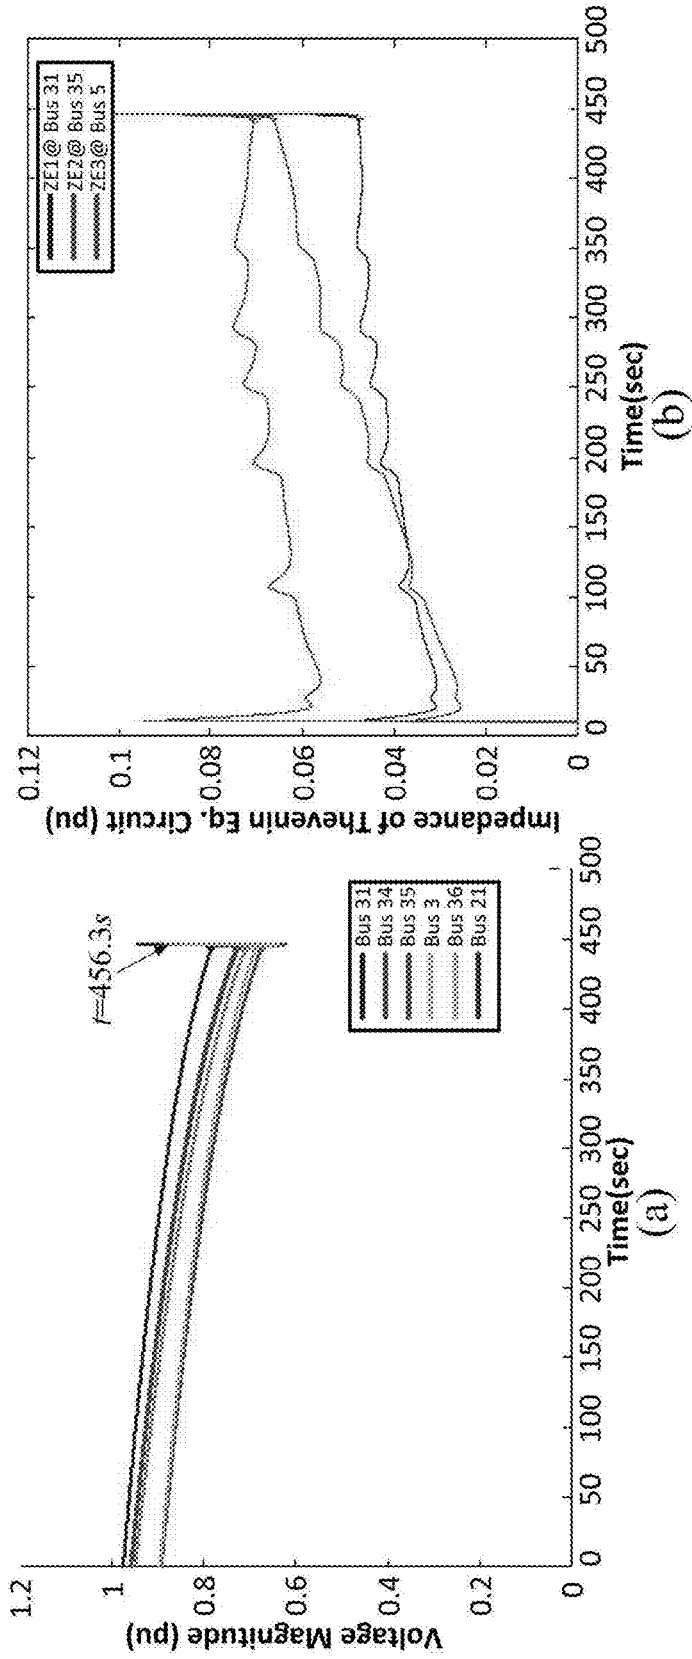 Voltage Magnitude (pu)
1.2
1
0.8
0.6
0.4
0.2
0
t=456.3s
Bus 31
Bus 34
Bus 35
Bus 3
Bus 36
Bus 21
0 50 100 150 200 250 300 350 400 450 500
Time(sec)
(a)
Impedance of Thevenin Eq. Circuit (pu)
0.12
0.1
0.08
0.06
0.04
0.02
0
ZE1@ Bus 31
ZE2@ Bus 35
ZE3@ Bus 5
0 50 100 150 200 250 300 350 400 450 500
Time(sec)
(b)